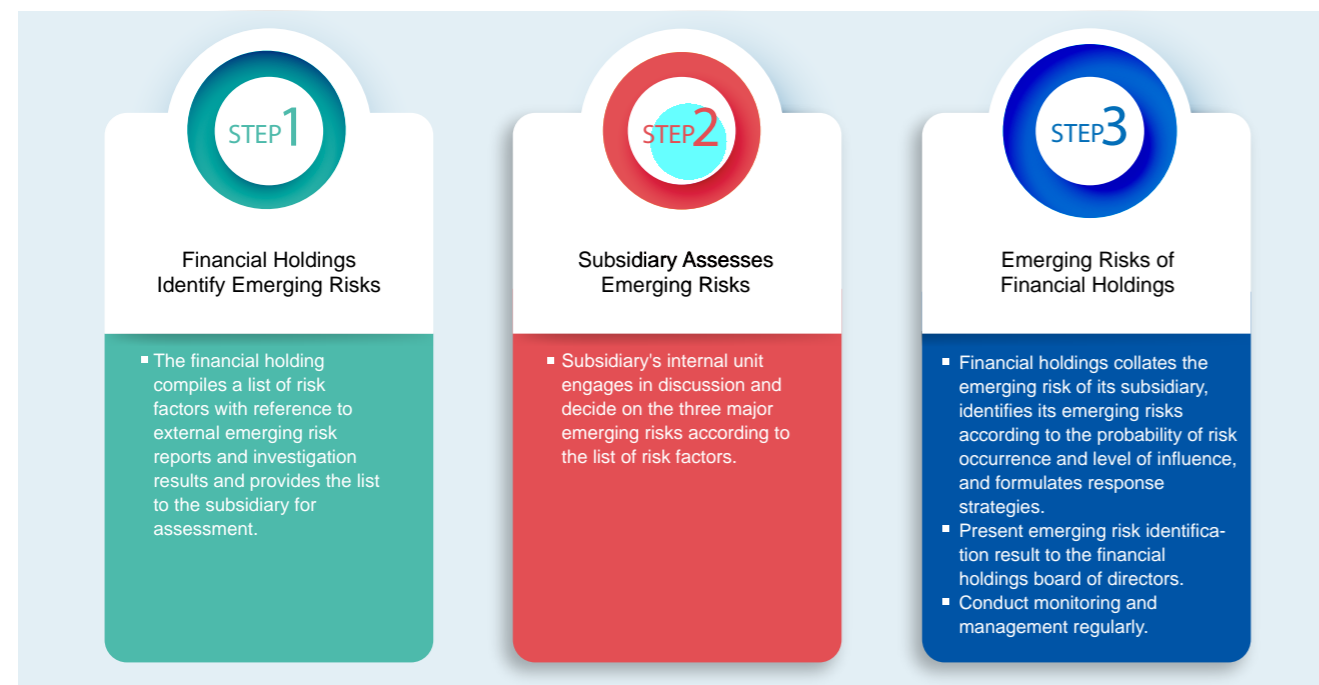 STEP1
Financial Holdings
Identify Emerging Risks
The financial holding
compiles a list of risk
factors with reference to
external emerging risk
reports and investigation
results and provides the list
to the subsidiary for
assessment.
STEP2
Subsidiary Assesses
Emerging Risks
Subsidiary's internal unit
engages in discussion and
decide on the three major
emerging risks according to
the list of risk factors.
STEP3
Emerging Risks of
Financial Holdings
Financial holdings collates the
emerging risk of its subsidiary,
identifies its emerging risks
according to the probability of risk
occurrence and level of influence,
and formulates response
strategies.
Present emerging risk identifica-
tion result to the financial
holdings board of directors.
Conduct monitoring and
management regularly.